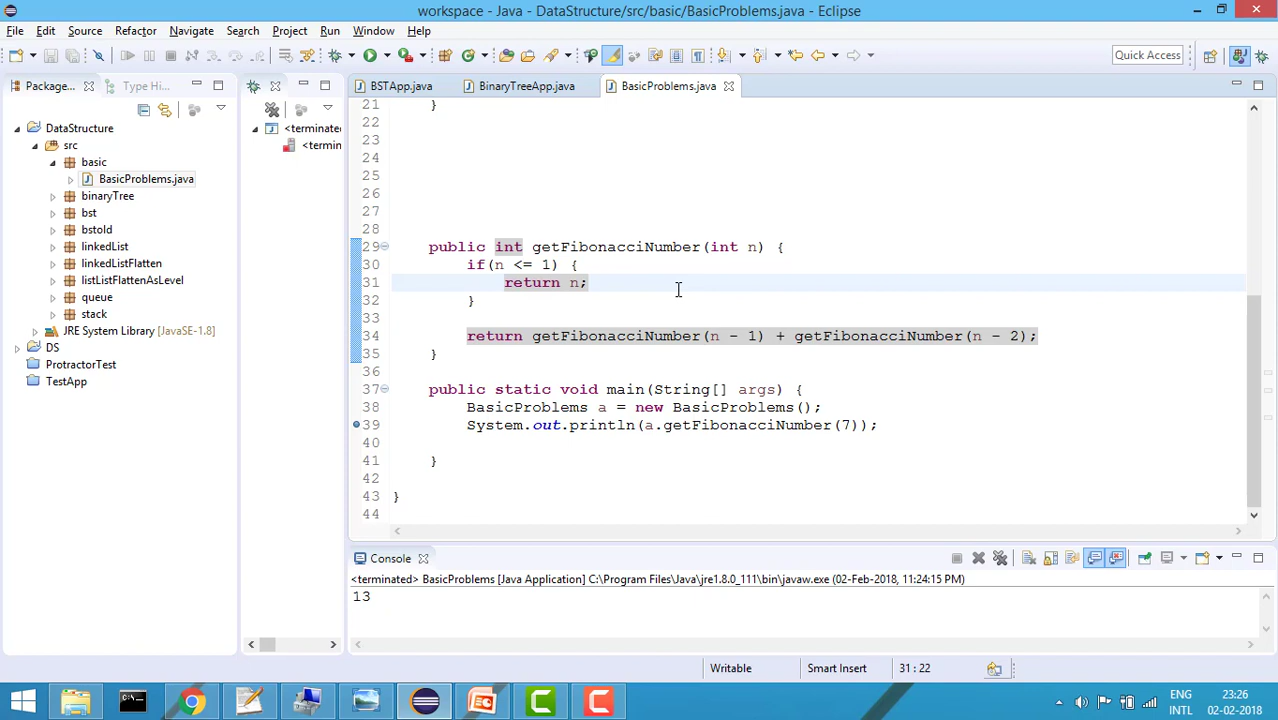 workspace - Java - DataStructure/src/basic/BasicProblems.java - Eclipse
File Edit Source Refactor Navigate Search Project Run Window Help
Quick Access
Package...
Type Hi...
DataStructure
src
basic
BasicProblems.java
binaryTree
bst
bstold
linkedList
linkedListFlatten
listListFlattenAsLevel
queue
stack
JRE System Library [JavaSE-1.8]
DS
ProtractorTest
TestApp
<terminated
<termin
BSTApp.java BinaryTreeApp.java BasicProblems.java
21 }
22
23
24
25
26
27
28
29 public int getFibonacciNumber(int n) {
30 if(n <= 1) {
31 return n;
32 }
33
34 return getFibonacciNumber(n - 1) + getFibonacciNumber(n - 2);
35 }
36
37 public static void main(String[] args) {
38 BasicProblems a = new BasicProblems();
39 System.out.println(a.getFibonacciNumber(7));
40
41 }
42
43 }
44
Console
<terminated> BasicProblems [Java Application] C:\Program Files\Java\jre1.8.0_111\bin\javaw.exe (02-Feb-2018, 11:24:15 PM)
13
Writable Smart Insert 31 : 22
ENG 23:26
INTL 02-02-2018